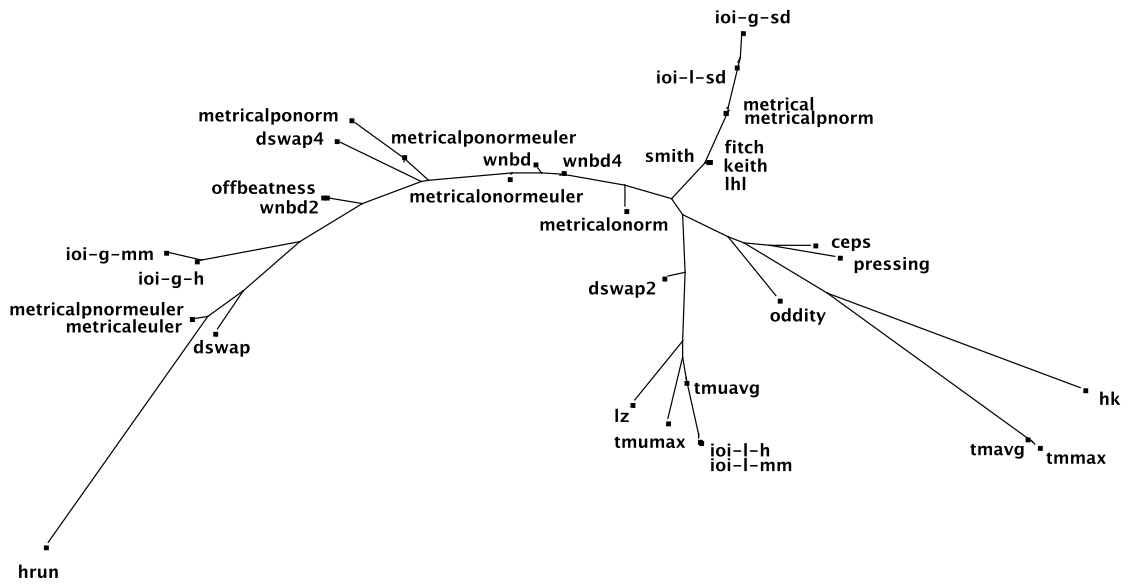 ioi-g-sd
ioi-l-sd
metrical
metricalpnorm
metricalponorm
dswap4
metricalponormeuler
wnbd
wnbd4
smith
fitch
keith
lhl
offbeatness
wnbd2
metricalonormeuler
metricalonorm
ioi-g-mm
ioi-g-h
ceps
pressing
dswap2
oddity
metricalpnormeuler
metricaleuler
dswap
tmuavg
lz
tmumax
ioi-l-h
ioi-l-mm
hk
tmavg
tmmax
hrun